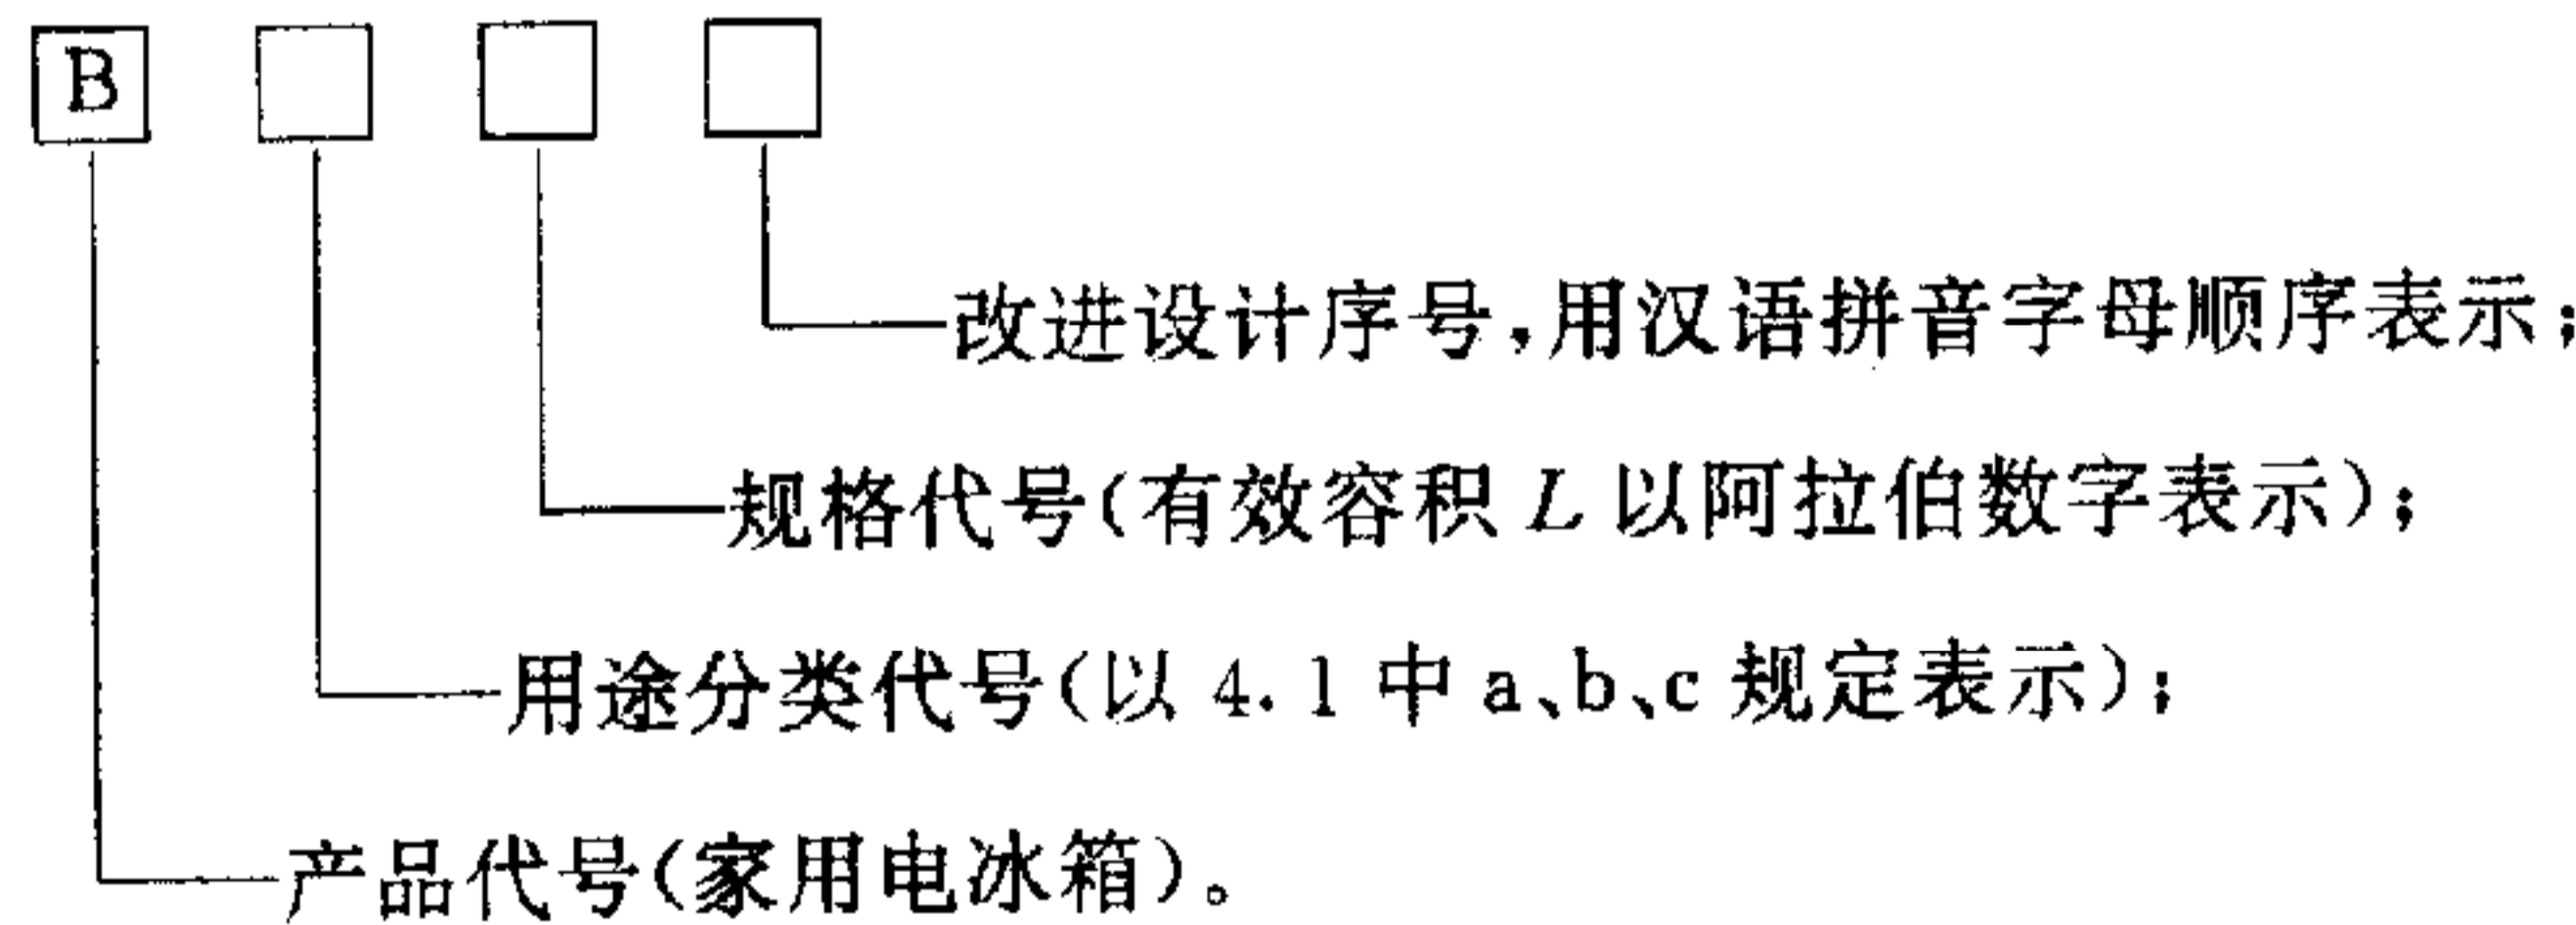 B
改进设计序号,用汉语拼音字母顺序表示;
规格代号(有效容积 L 以阿拉伯数字表示);
用途分类代号(以 4.1 中 a、b、c 规定表示);
产品代号(家用电冰箱)。